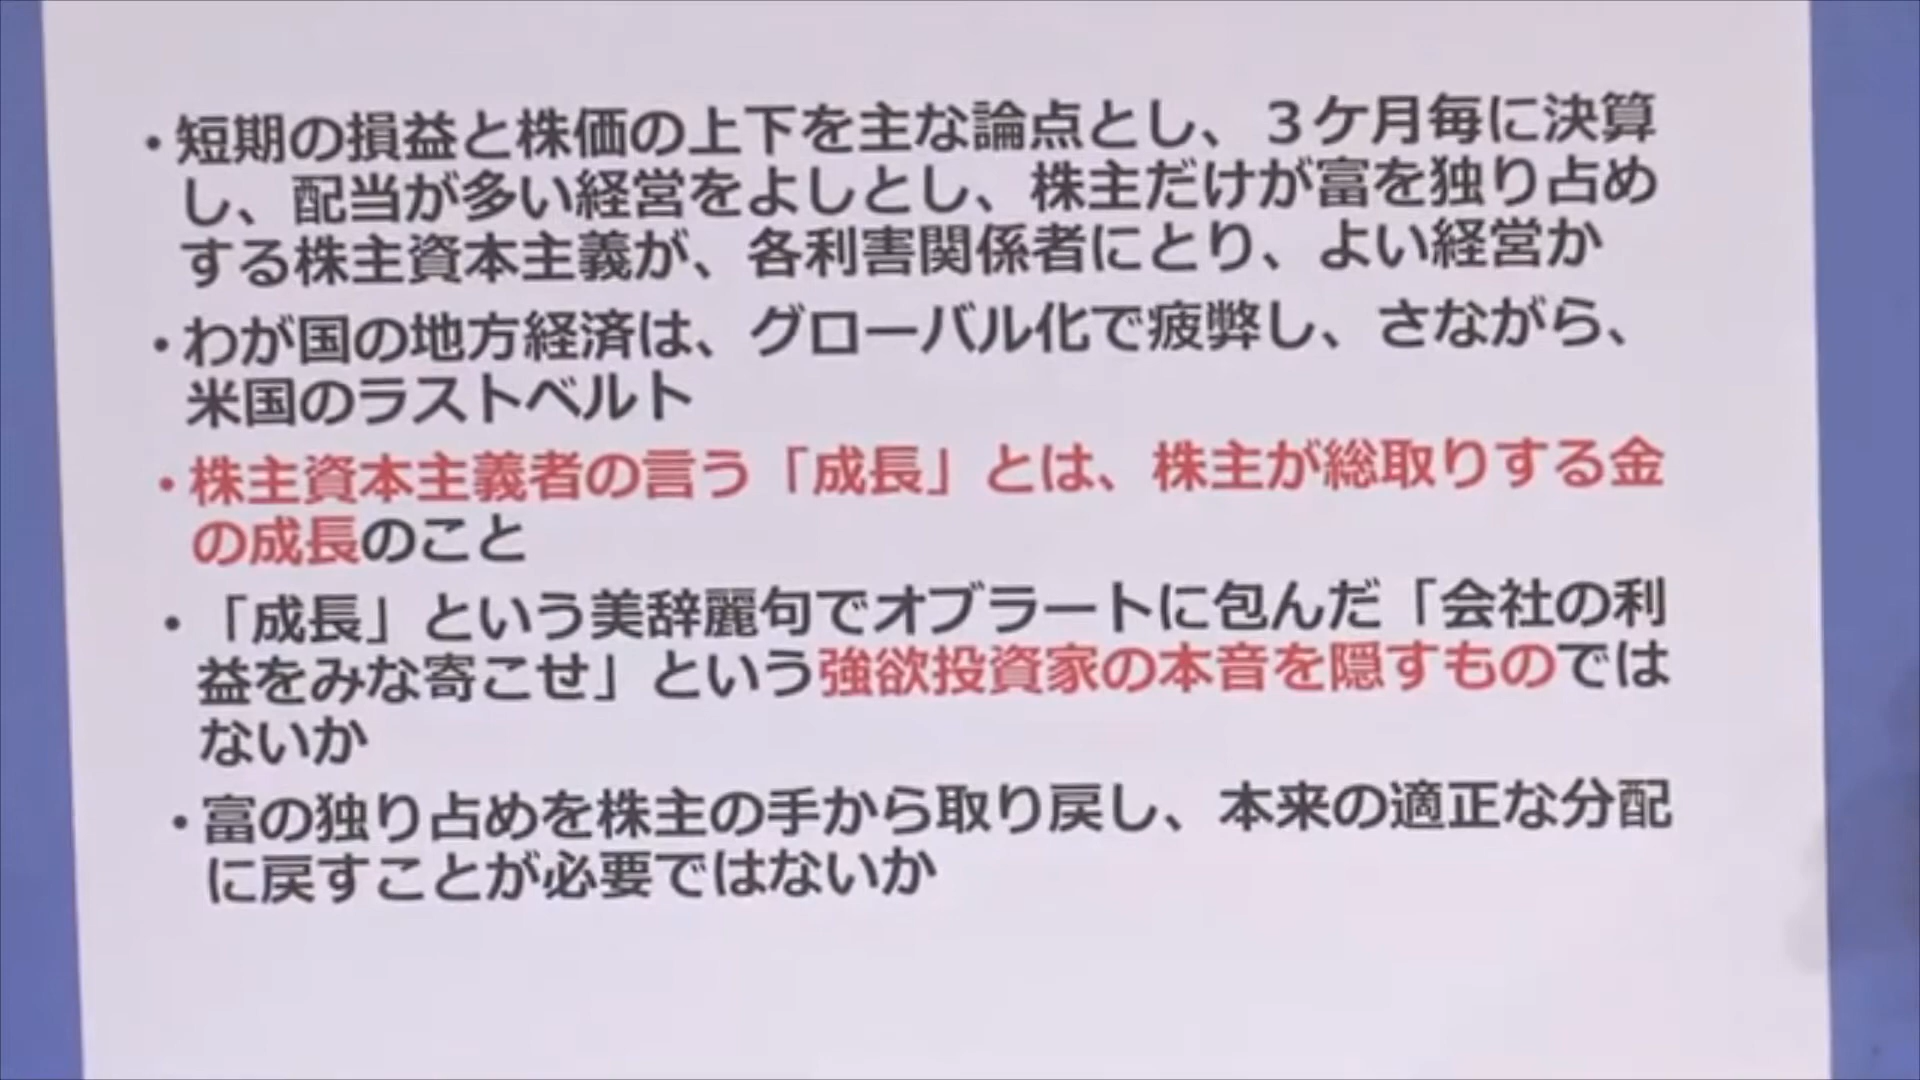 ・短期の損益と株価の上下を主な論点とし、３ケ月毎に決算
し、配当が多い経営をよしとし、株主だけが富を独り占め
する株主資本主義が、各利害関係者にとり、よい経営か
・わが国の地方経済は、グローバル化で疲弊し、さながら、
米国のラストベルト
・株主資本主義者の言う「成長」とは、株主が総取りする金
の成長のこと
・「成長」という美辞麗句でオブラートに包んだ「会社の利
益をみな寄こせ」という強欲投資家の本音を隠すものでは
ないか
・富の独り占めを株主の手から取り戻し、本来の適正な分配
に戻すことが必要ではないか